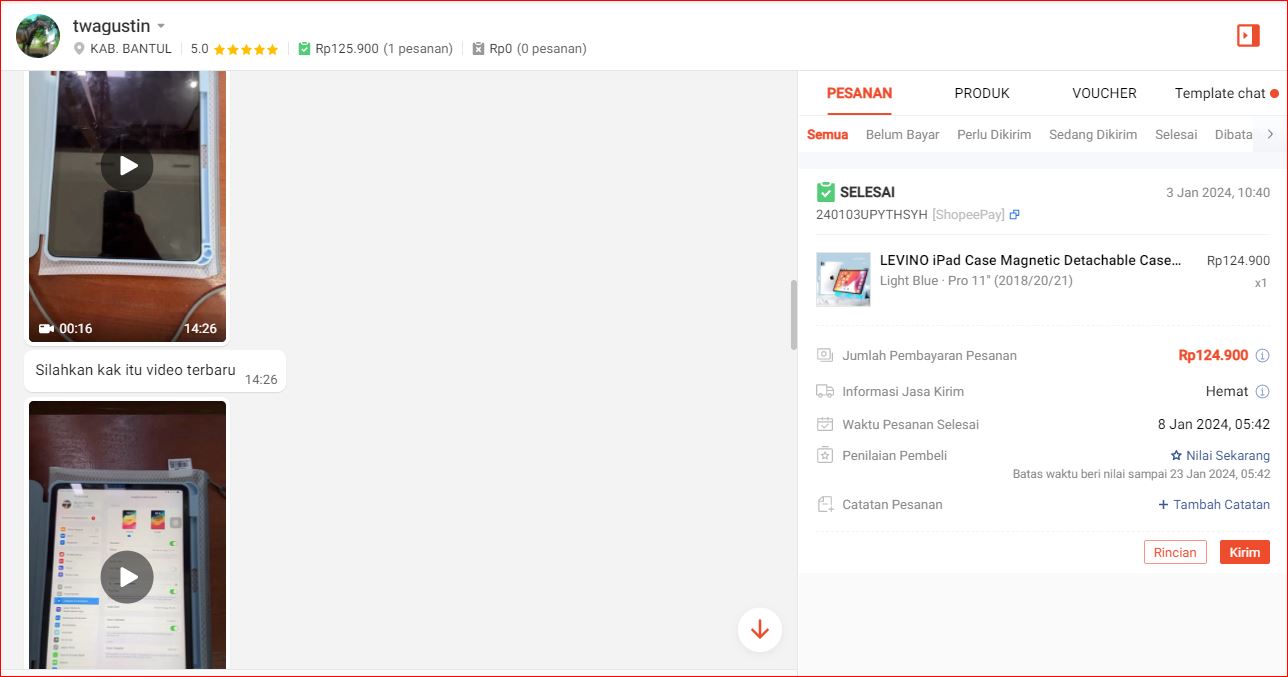 twagustin
KAB. BANTUL 5.0 Rp125.900 (1 pesanan) Rp0 (0 pesanan)
00:16 14:26
Silahkan kak itu video terbaru 14:26
PESANAN PRODUK VOUCHER Template chat
Semua Belum Bayar Perlu Dikirim Sedang Dikirim Selesai Dibata
SELESAI 3 Jan 2024, 10:40
240103UPYTHSYH [ShopeePay]
LEVINO iPad Case Magnetic Detachable Case... Rp124.900
Light Blue · Pro 11" (2018/20/21) x1
Jumlah Pembayaran Pesanan Rp124.900
Informasi Jasa Kirim Hemat
Waktu Pesanan Selesai 8 Jan 2024, 05:42
Penilaian Pembeli Nilai Sekarang
Batas waktu beri nilai sampai 23 Jan 2024, 05:42
Catatan Pesanan + Tambah Catatan
Rincian Kirim